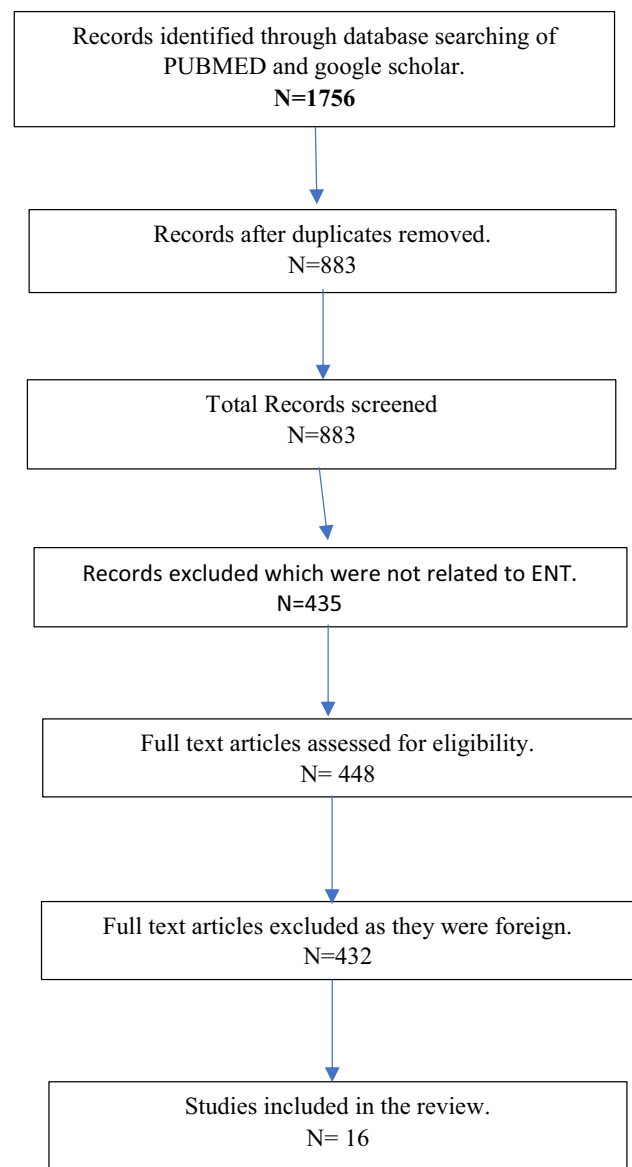 Records identified through database searching of
PUBMED and google scholar.
N=1756
Records after duplicates removed.
N=883
Total Records screened
N=883
Records excluded which were not related to ENT.
N=435
Full text articles assessed for eligibility.
N= 448
Full text articles excluded as they were foreign.
N=432
Studies included in the review.
N= 16